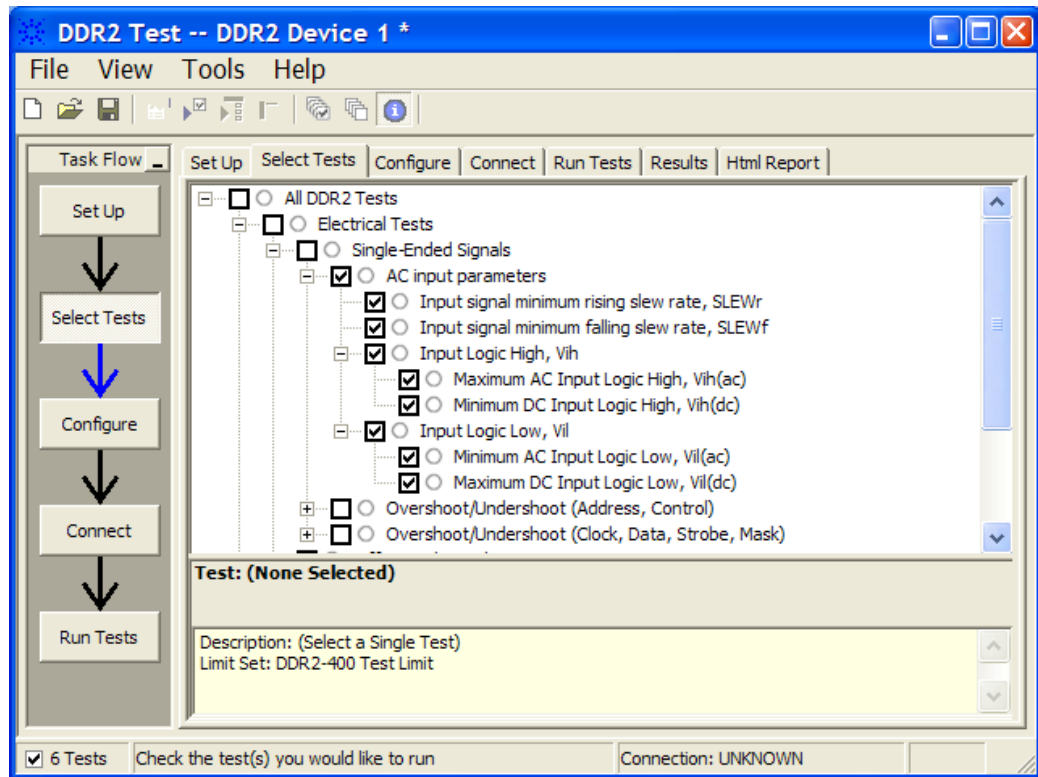 DDR2 Test -- DDR2 Device 1 *
File View Tools Help
Task Flow _
Set Up
Select Tests
Configure
Connect
Run Tests
Set Up Select Tests Configure Connect Run Tests Results Html Report
All DDR2 Tests
Electrical Tests
Single-Ended Signals
AC input parameters
Input signal minimum rising slew rate, SLEWr
Input signal minimum falling slew rate, SLEWf
Input Logic High, Vih
Maximum AC Input Logic High, Vih(ac)
Minimum DC Input Logic High, Vih(dc)
Input Logic Low, Vil
Minimum AC Input Logic Low, Vil(ac)
Maximum DC Input Logic Low, Vil(dc)
Overshoot/Undershoot (Address, Control)
Overshoot/Undershoot (Clock, Data, Strobe, Mask)
Test: (None Selected)
Description: (Select a Single Test)
Limit Set: DDR2-400 Test Limit
6 Tests Check the test(s) you would like to run Connection: UNKNOWN